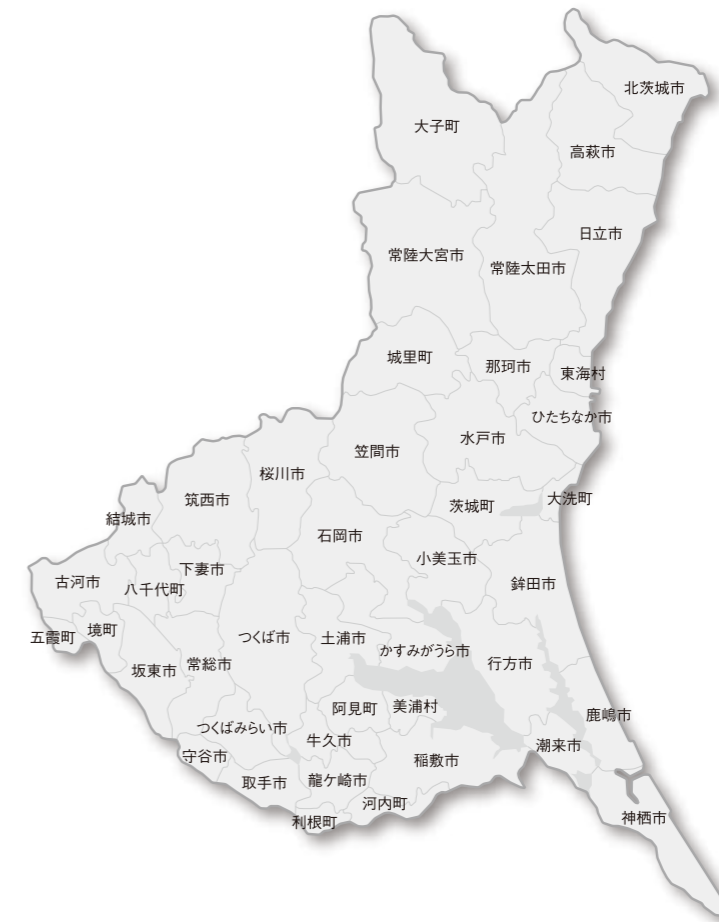 北茨城市
大子町
高萩市
日立市
常陸大宮市
常陸太田市
城里町
那珂市
東海村
ひたちなか市
水戸市
笠間市
桜川市
筑西市
結城市
大洗町
茨城町
石岡市
小美玉市
下妻市
古河市
八千代町
鉾田市
五霞町
境町
つくば市
土浦市
かすみがうら市
行方市
坂東市
常総市
阿見町
美浦村
鹿嶋市
つくばみらい市
牛久市
潮来市
守谷市
稲敷市
取手市
龍ケ崎市
河内町
利根町
神栖市